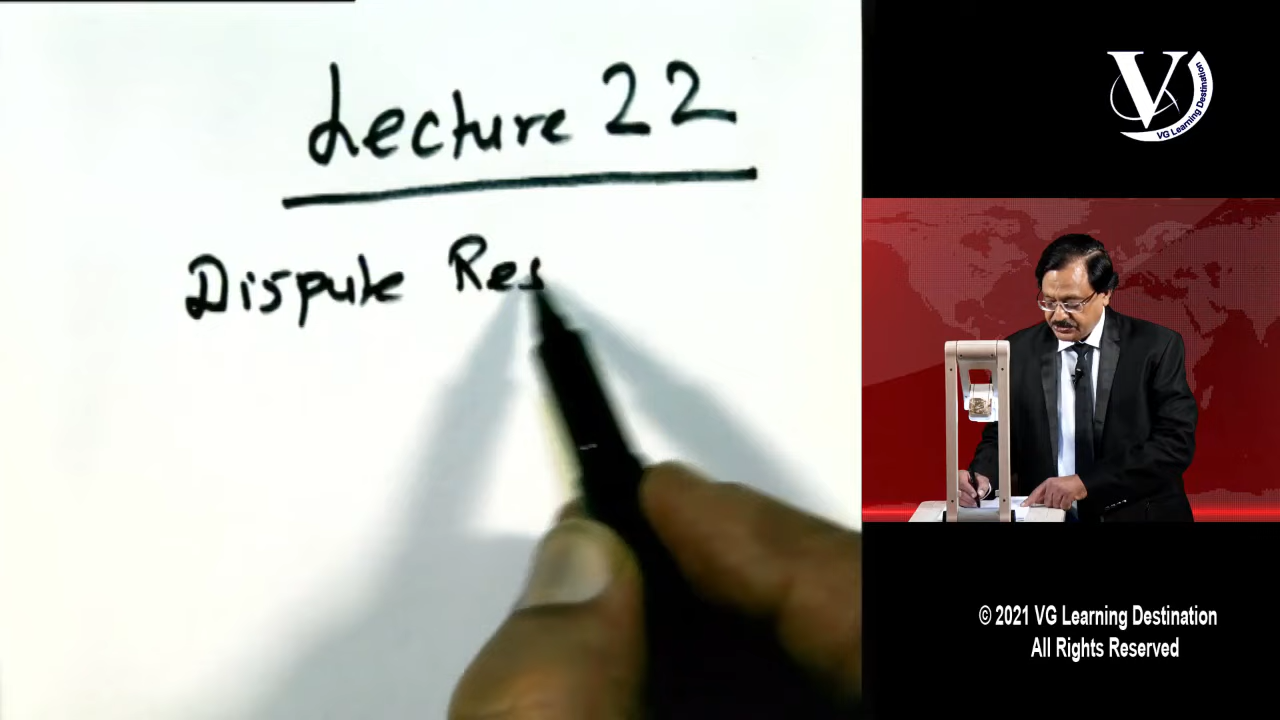 Lecture 22
Dispute Res
V
VG Learning Destination
© 2021 VG Learning Destination
All Rights Reserved